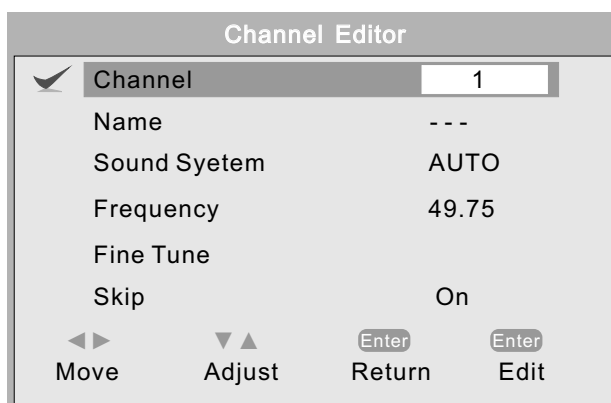 Channel Editor
Channel 1
Name - - -
Sound Syetem AUTO
Frequency 49.75
Fine Tune
Skip On
Enter Enter
Move Adjust Return Edit